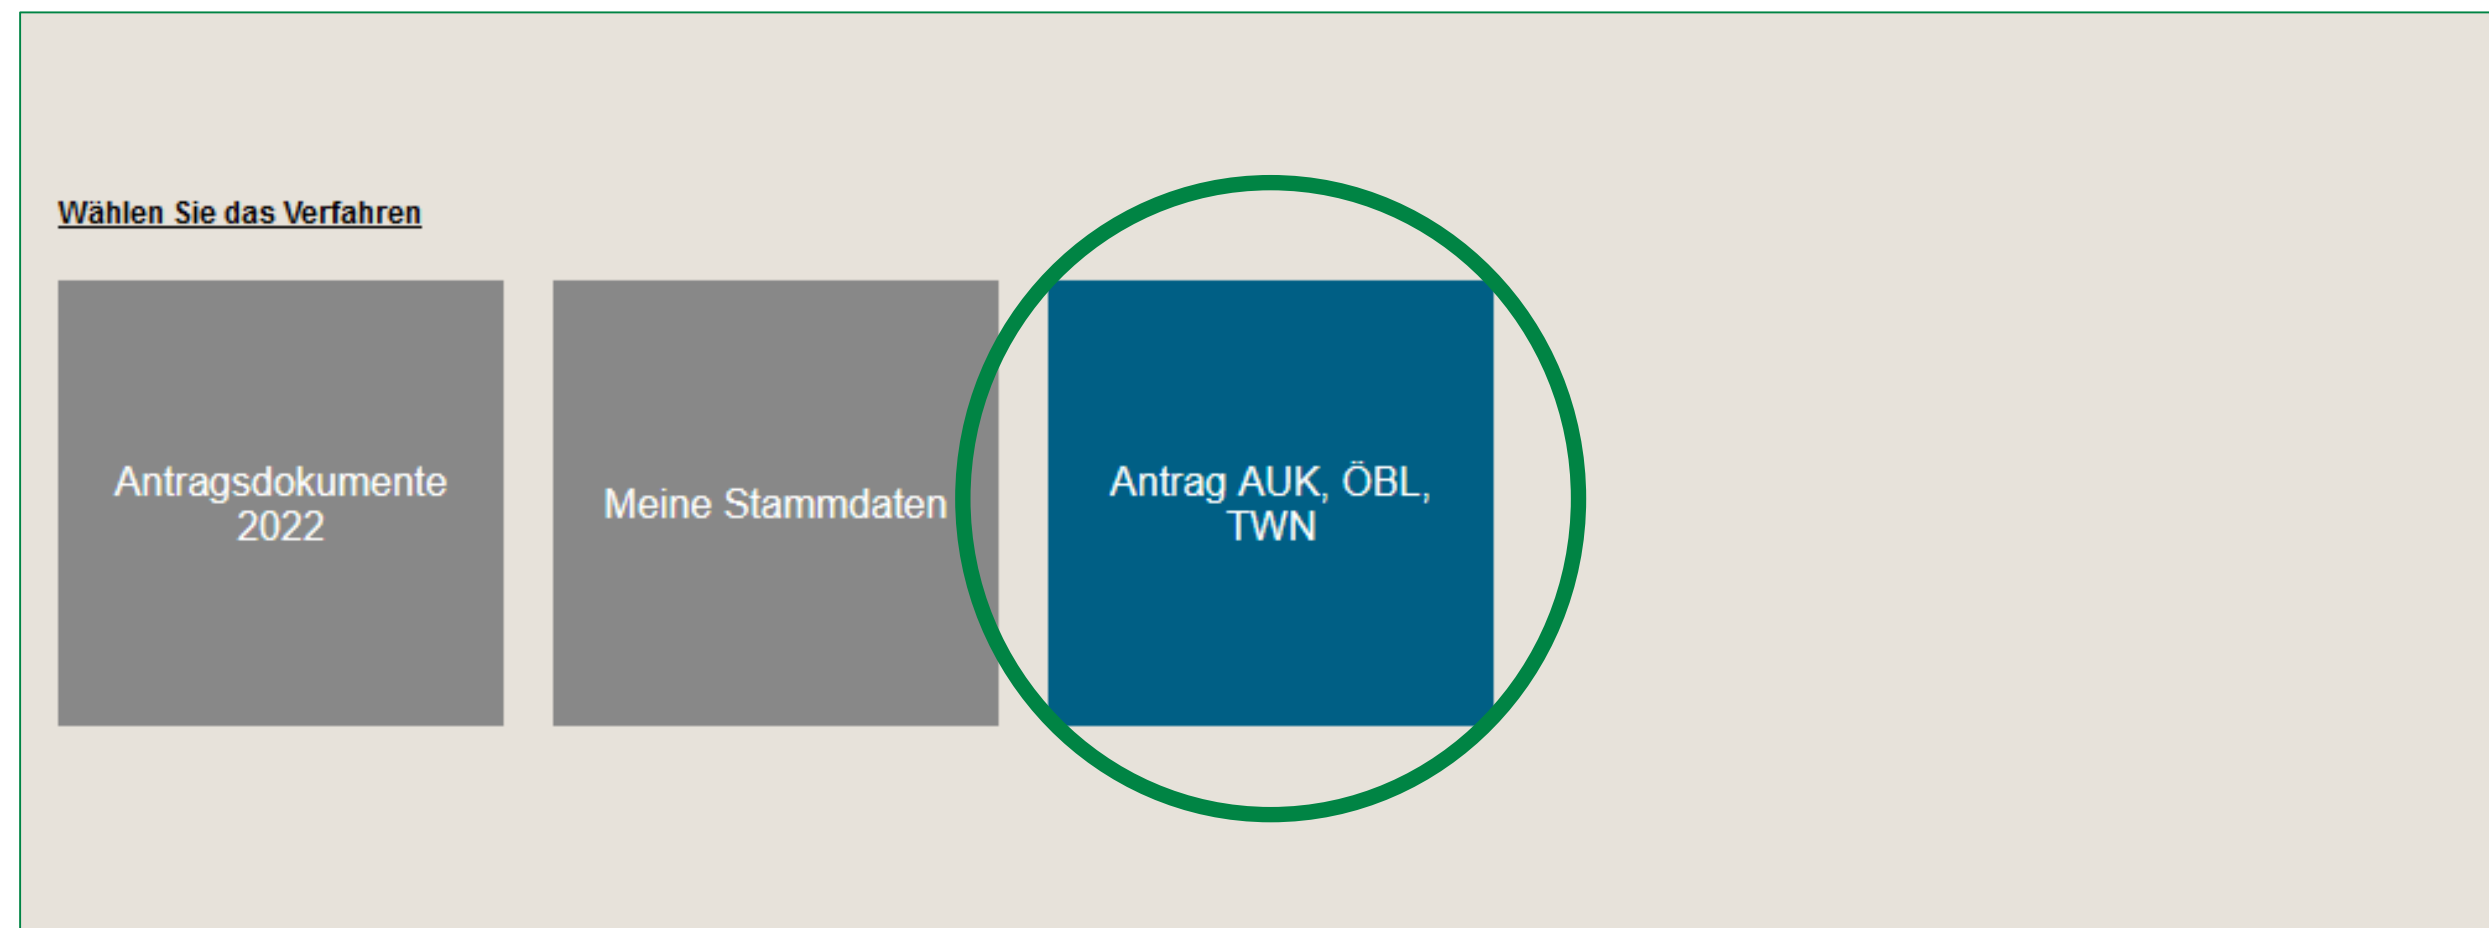 Wählen Sie das Verfahren
Antragsdokumente
2022
Meine Stammdaten
Antrag AUK, ÖBL,
TWN